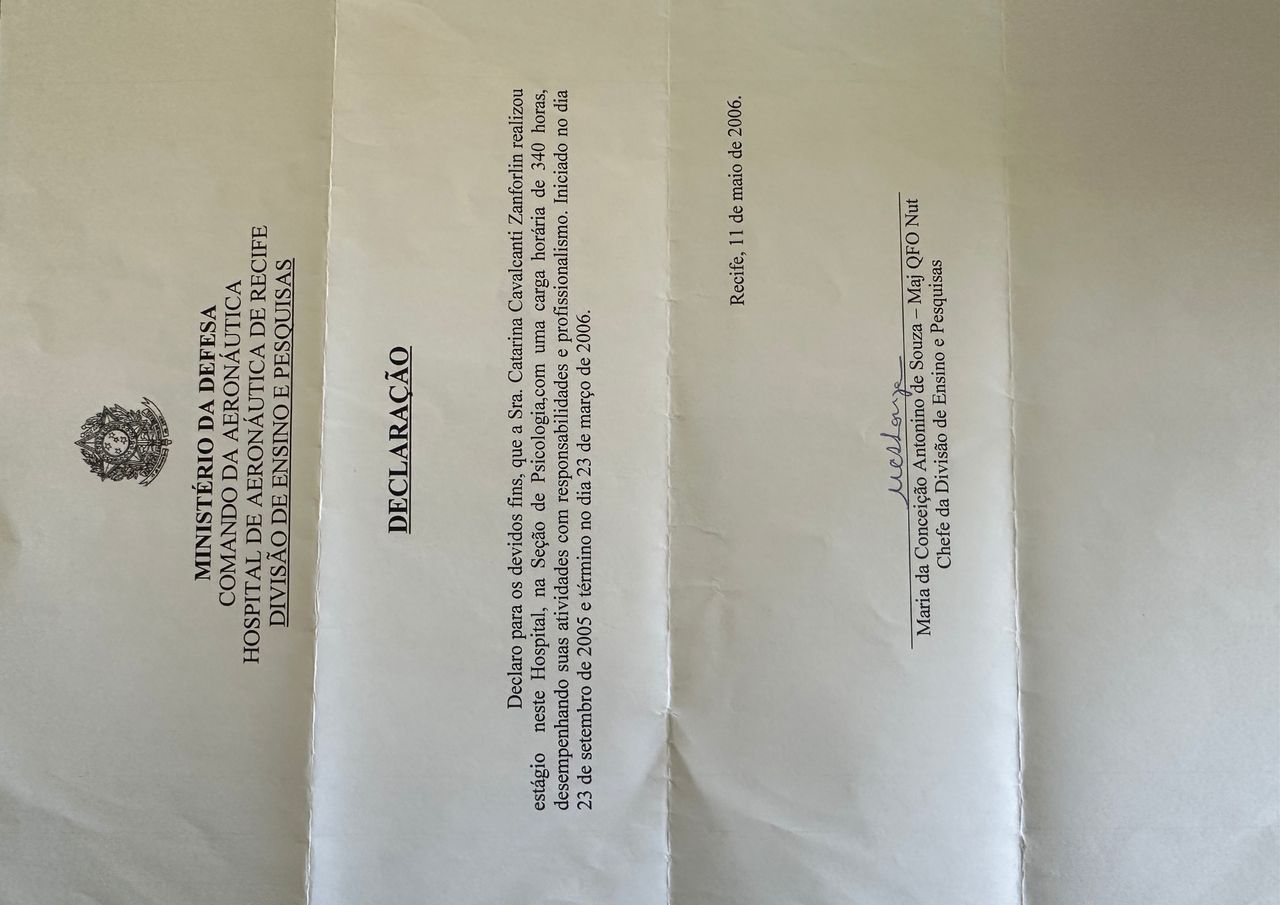 MINISTÉRIO DA DEFESA
COMANDO DA AERONÁUTICA
HOSPITAL DE AERONÁUTICA DE RECIFE
DIVISÃO DE ENSINO E PESQUISAS
DECLARAÇÃO
Declaro para os devidos fins, que a Sra. Catarina Cavalcanti Zanforlin realizou
estágio neste Hospital, na Seção de Psicologia,com uma carga horária de 340 horas,
desempenhando suas atividades com responsabilidades e profissionalismo. Iniciado no dia
23 de setembro de 2005 e término no dia 23 de março de 2006.
Recife, 11 de maio de 2006.
Maria da Conceição Antonino de Souza – Maj QFO Nut
Chefe da Divisão de Ensino e Pesquisas